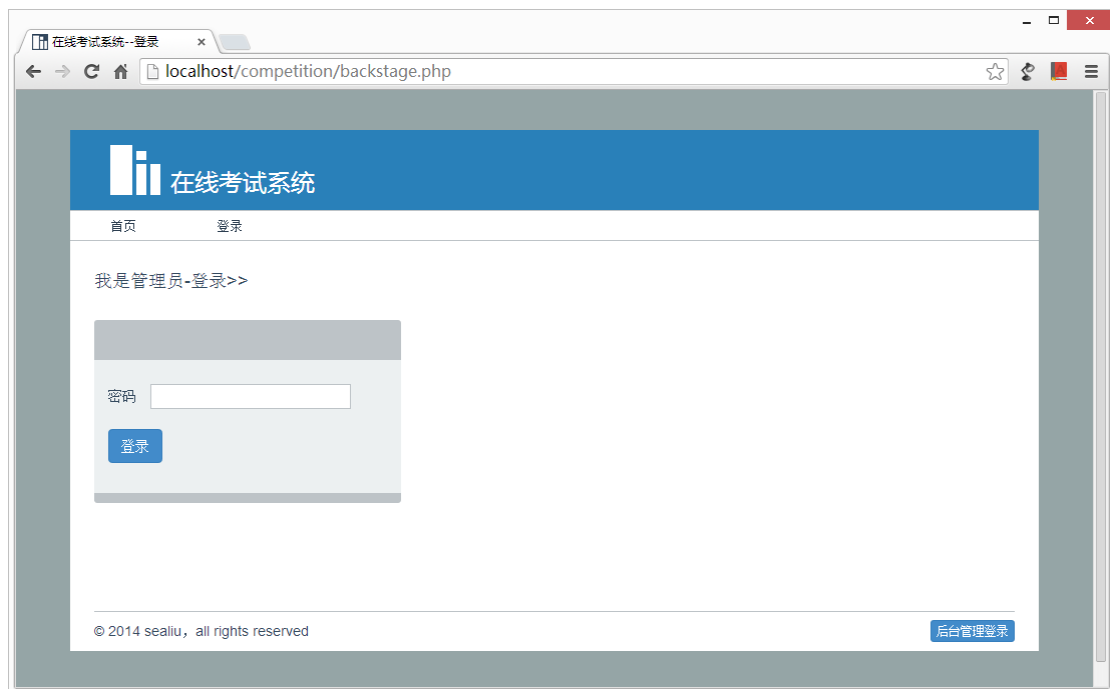 在线考试系统--登录
localhost/competition/backstage.php
在线考试系统
首页 登录
我是管理员-登录>>
密码
登录
© 2014 sealiu，all rights reserved
后台管理登录